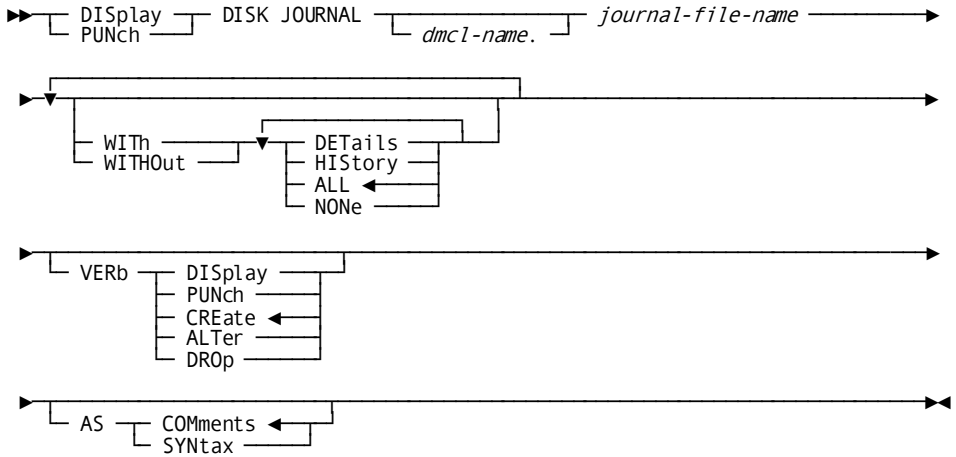 DISplay DISK JOURNAL journal-file-name
PUNch dmcl-name.
WITh DETails
WITHOut HIStory
ALL
NONe
VERb DISplay
PUNch
CREate
ALTer
DROp
AS COMments
SYNtax